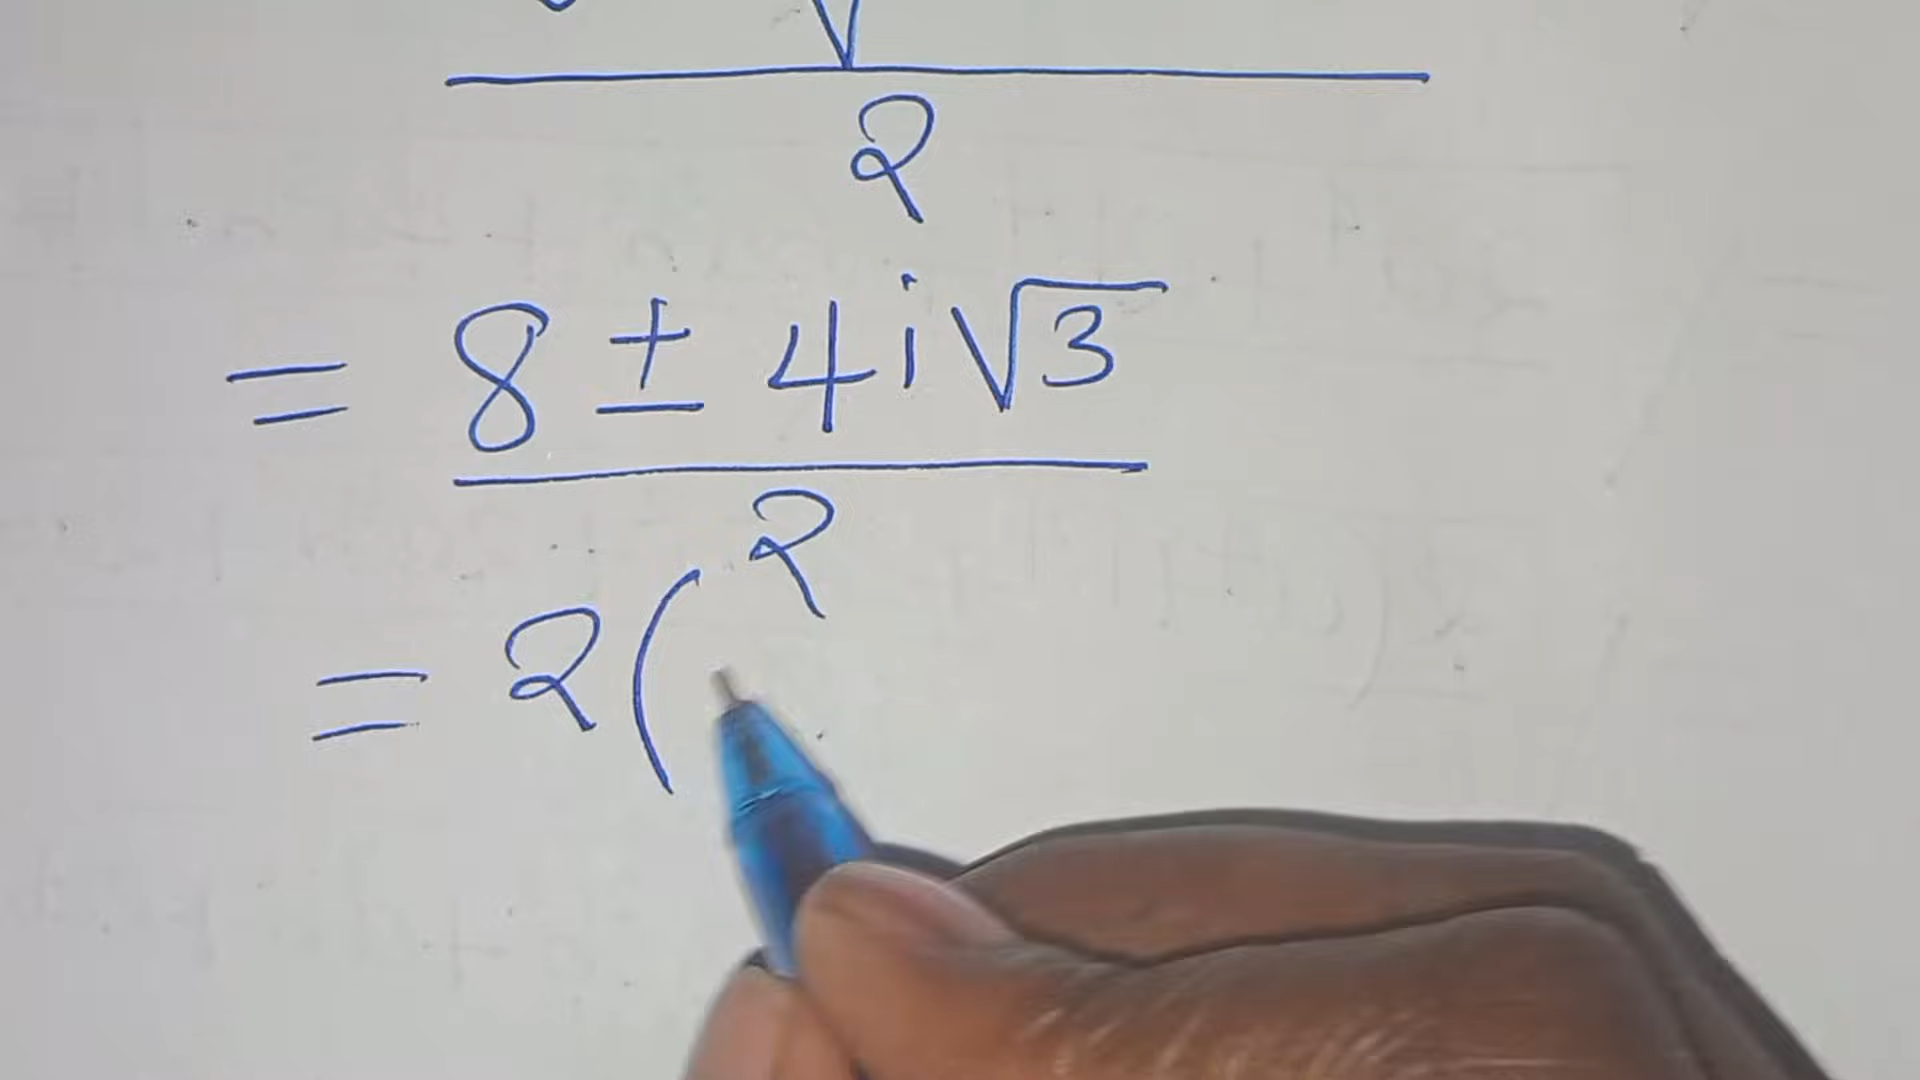 √
2
= 8 ± 4i√3
2
= 2(